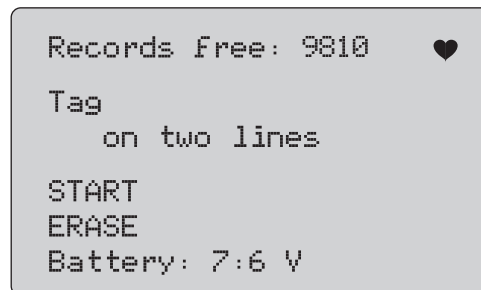 Records free: 9810 ♥
Tag
on two lines
START
ERASE
Battery: 7:6 V